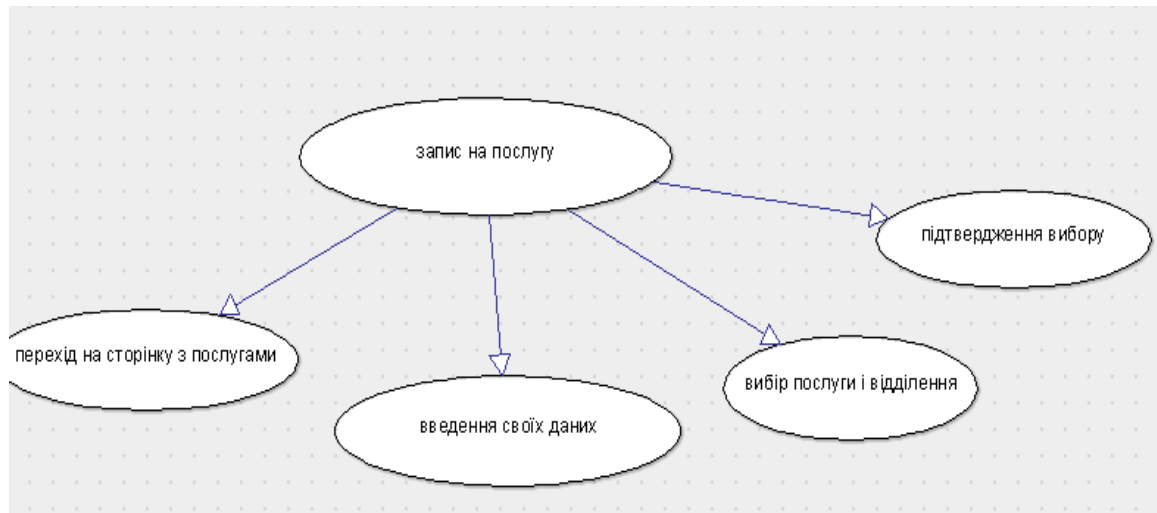 запис на послугу
підтвердження вибору
перехід на сторінку з послугами
вибір послуги і відділення
введення своїх даних